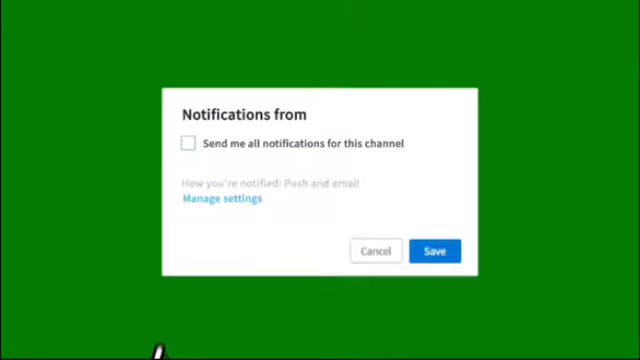 Notifications from
Send me all notifications for this channel
How you're notified: Push and email
Manage settings
Cancel
Save